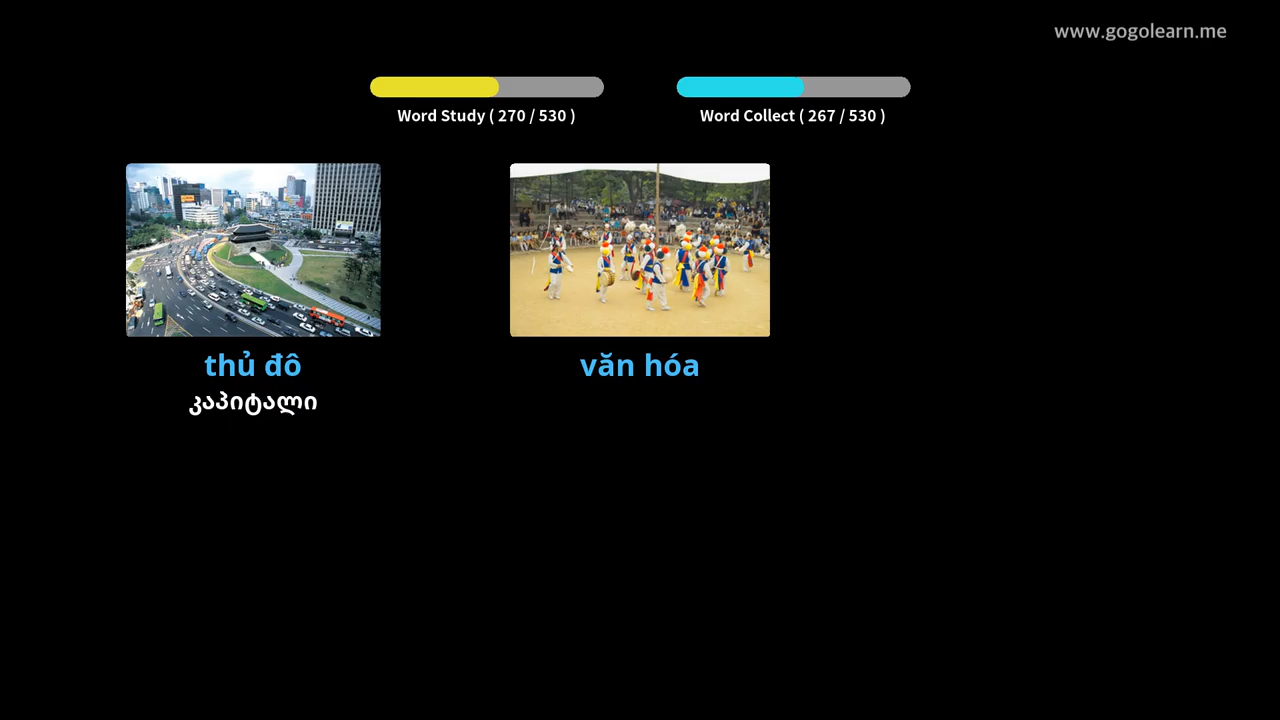 www.gogolearn.me
Word Study ( 270 / 530 )
Word Collect ( 267 / 530 )
thủ đô
კაპიტალი
văn hóa